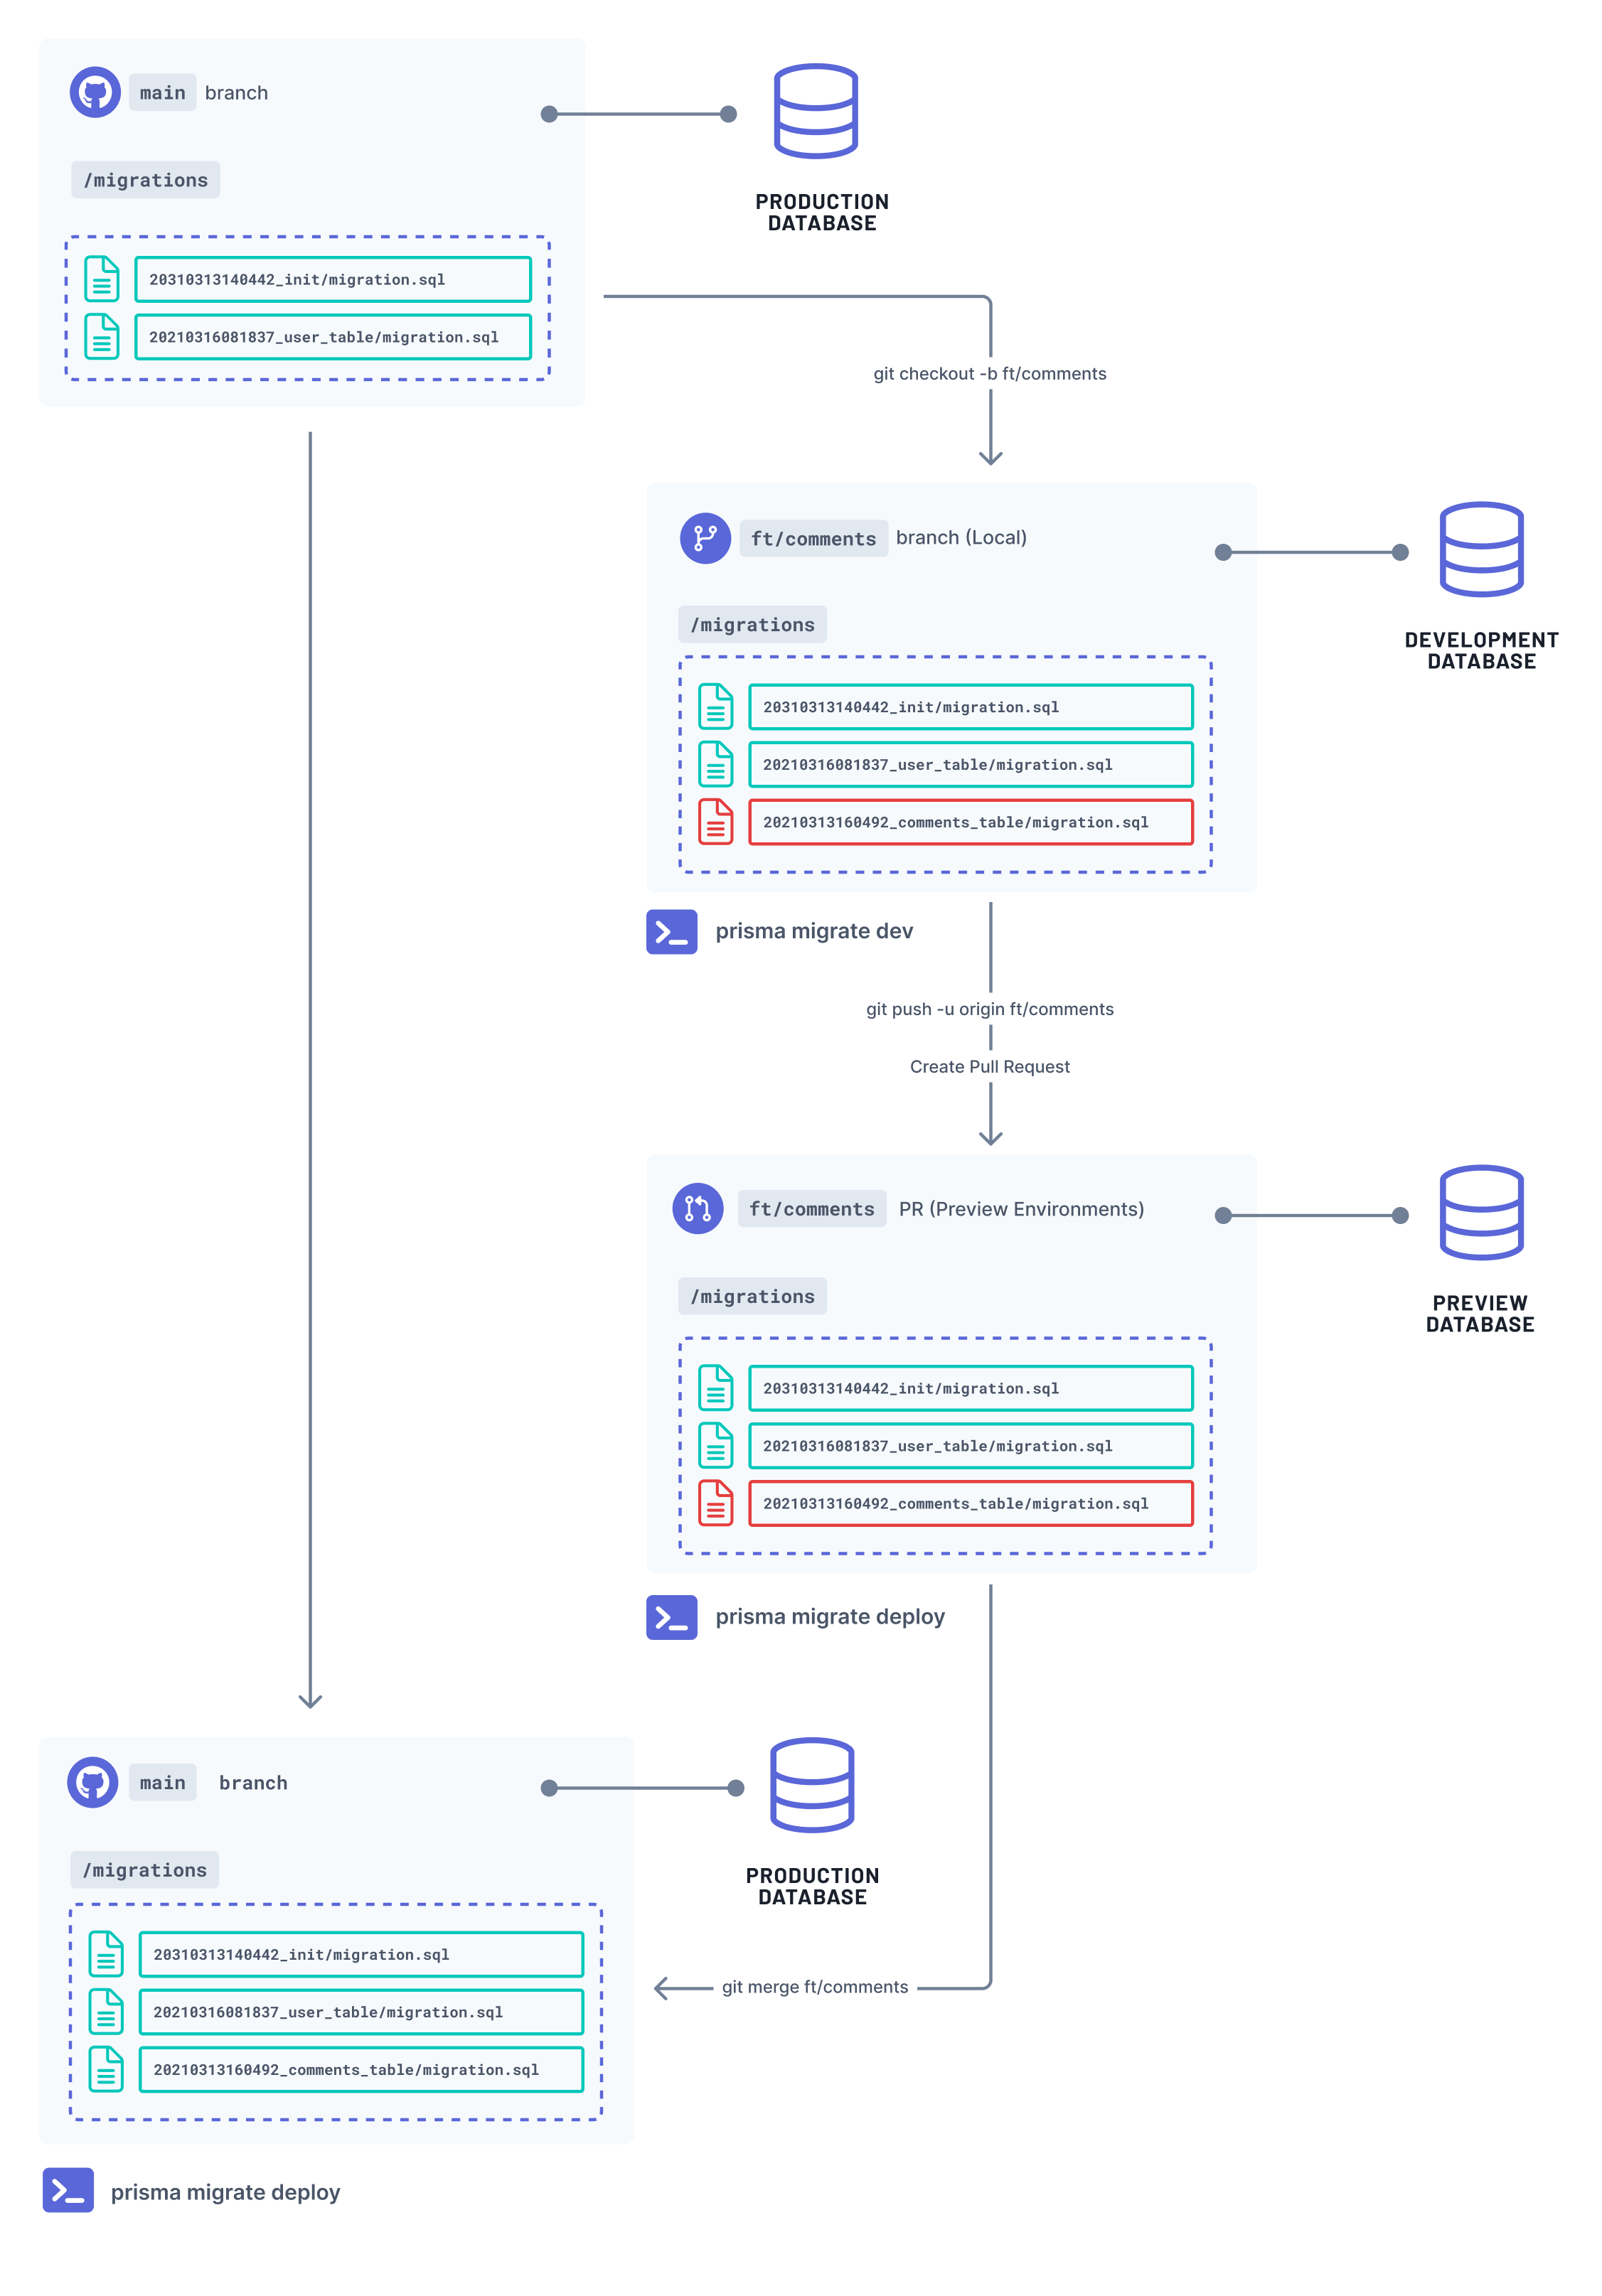 main branch
/migrations
20310313140442_init/migration.sql
20210316081837_user_table/migration.sql
PRODUCTION
DATABASE
git checkout -b ft/comments
ft/comments branch (Local)
/migrations
20310313140442_init/migration.sql
20210316081837_user_table/migration.sql
20210313160492_comments_table/migration.sql
DEVELOPMENT
DATABASE
prisma migrate dev
git push -u origin ft/comments
Create Pull Request
ft/comments PR (Preview Environments)
/migrations
20310313140442_init/migration.sql
20210316081837_user_table/migration.sql
20210313160492_comments_table/migration.sql
PREVIEW
DATABASE
prisma migrate deploy
main branch
/migrations
20310313140442_init/migration.sql
20210316081837_user_table/migration.sql
20210313160492_comments_table/migration.sql
PRODUCTION
DATABASE
git merge ft/comments
prisma migrate deploy